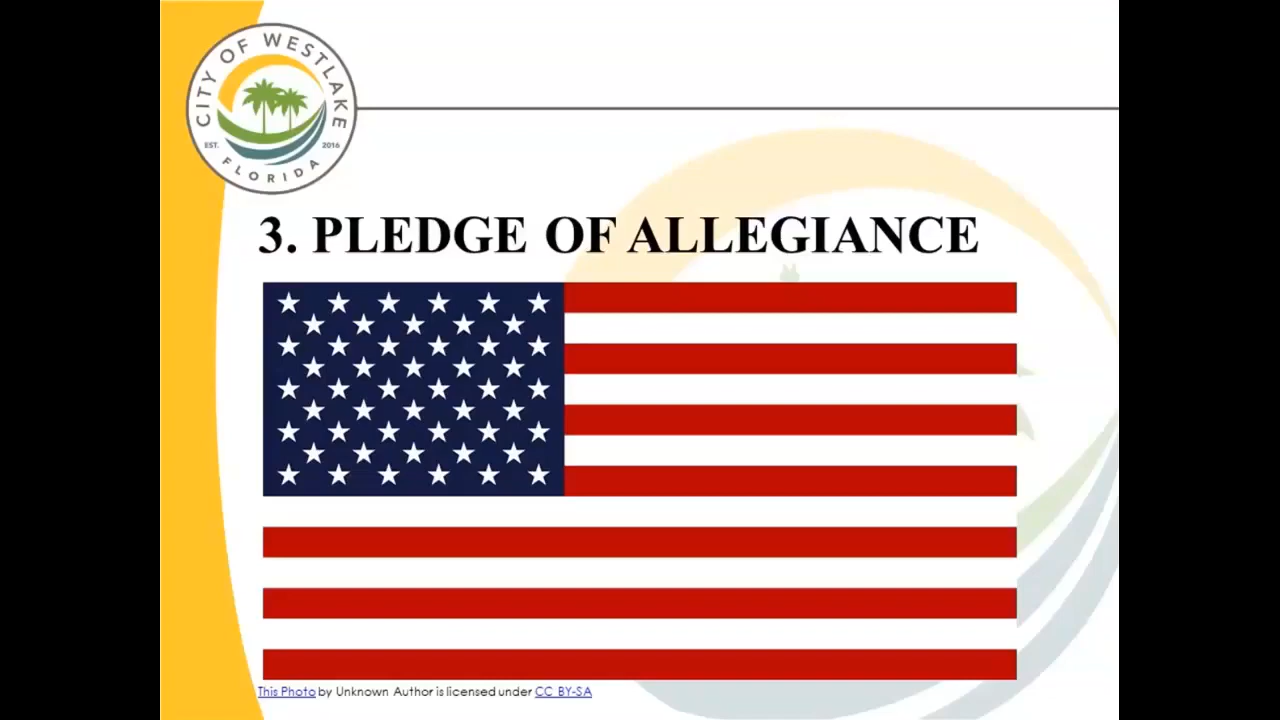 CITY OF WESTLAKE
EST. 2016
FLORIDA
3. PLEDGE OF ALLEGIANCE
This Photo by Unknown Author is licensed under CC BY-SA